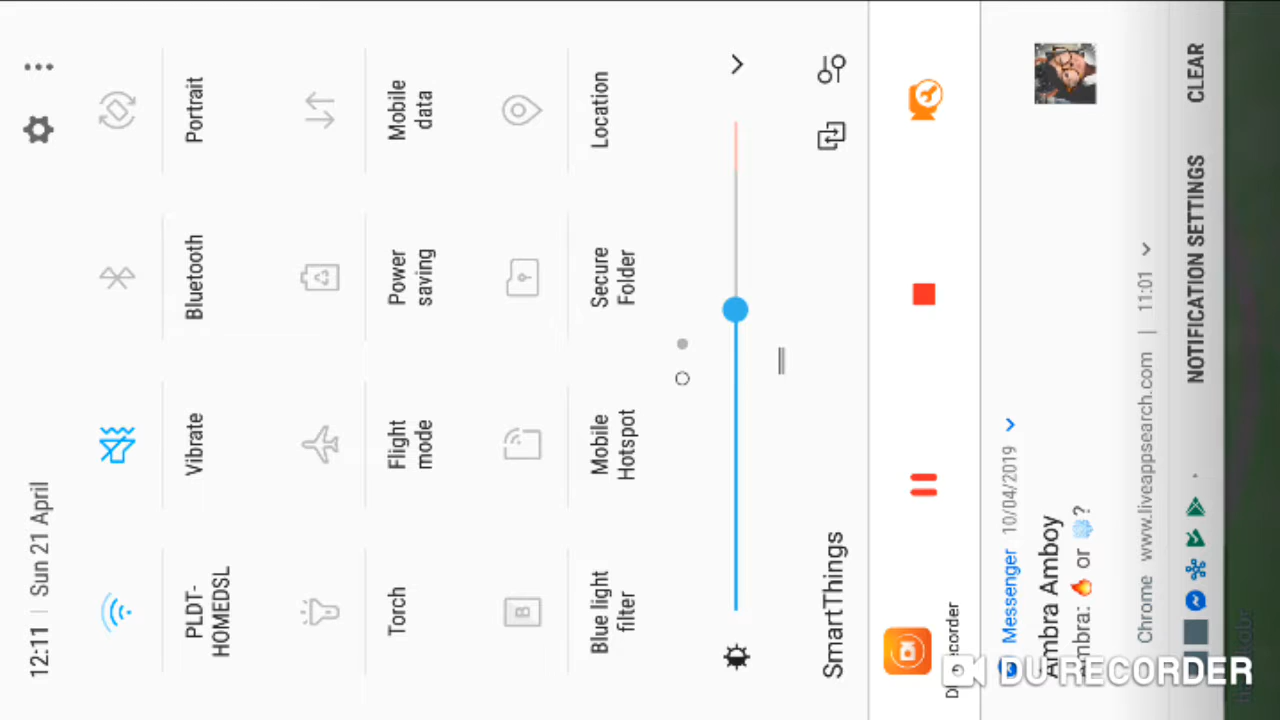 12:11 | Sun 21 April
PLDT-
HOMEDSL
Vibrate
Bluetooth
Portrait
Torch
Flight
mode
Power
saving
Mobile
data
B
Blue light
filter
Mobile
Hotspot
Secure
Folder
Location
SmartThings
Messenger 10/04/2019
Ambra Amboy
Ambra: 🔥 or ❄️?
Chrome www.liveappsearch.com | 11:01
NOTIFICATION SETTINGS
CLEAR
DU RECORDER